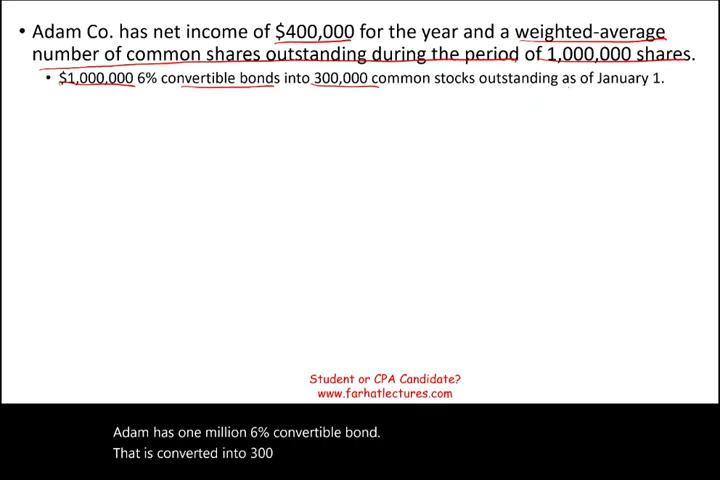 • Adam Co. has net income of $400,000 for the year and a weighted-average
number of common shares outstanding during the period of 1,000,000 shares.
• $1,000,000 6% convertible bonds into 300,000 common stocks outstanding as of January 1.
Student or CPA Candidate?
www.farhatlectures.com
Adam has one million 6% convertible bond.
That is converted into 300